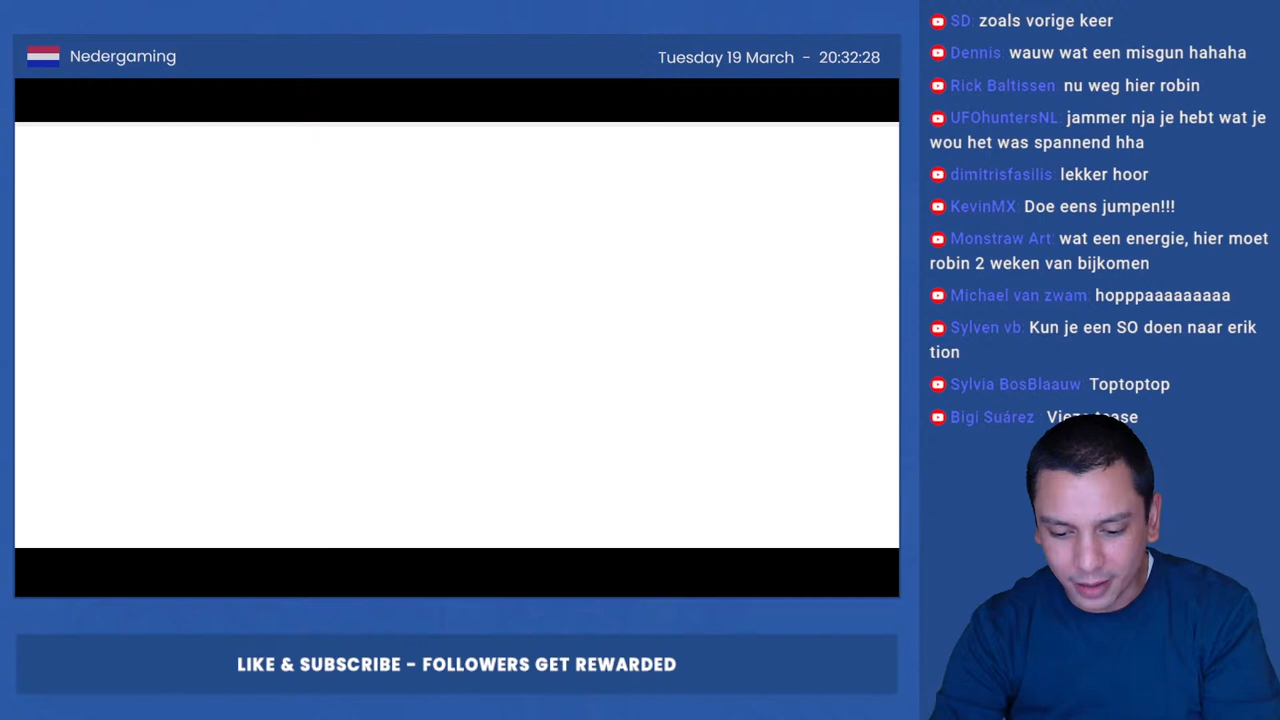 Nedergaming
Tuesday 19 March - 20:32:28
LIKE & SUBSCRIBE - FOLLOWERS GET REWARDED
SD: zoals vorige keer
Dennis: wauw wat een misgun hahaha
Rick Baltissen: nu weg hier robin
UFOhuntersNL: jammer nja je hebt wat je
wou het was spannend hha
dimitrisfasilis: lekker hoor
KevinMX: Doe eens jumpen!!!
Monstraw Art: wat een energie, hier moet
robin 2 weken van bijkomen
Michael van zwam: hopppaaaaaaaaa
Sylven vb: Kun je een SO doen naar erik
tion
Sylvia BosBlaauw: Toptoptop
Bigi Suárez :